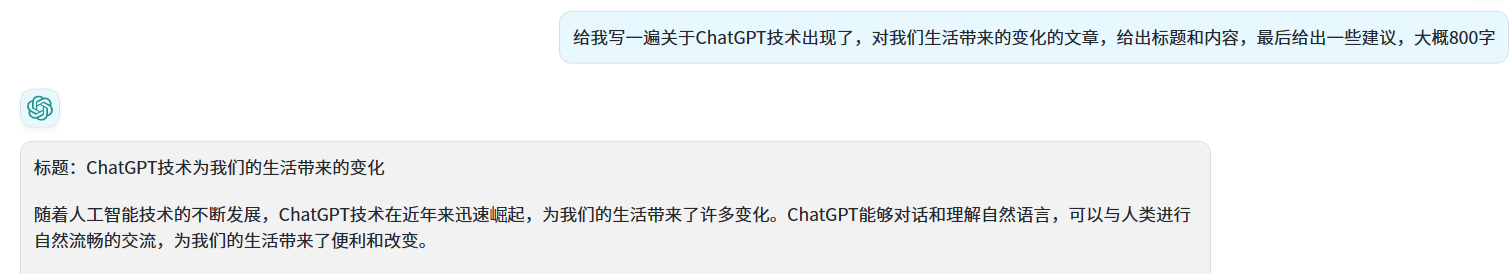 给我写一遍关于ChatGPT技术出现了，对我们生活带来的变化的文章，给出标题和内容，最后给出一些建议，大概800字
标题：ChatGPT技术为我们的生活带来的变化
随着人工智能技术的不断发展，ChatGPT技术在近年来迅速崛起，为我们的生活带来了许多变化。ChatGPT能够对话和理解自然语言，可以与人类进行
自然流畅的交流，为我们的生活带来了便利和改变。